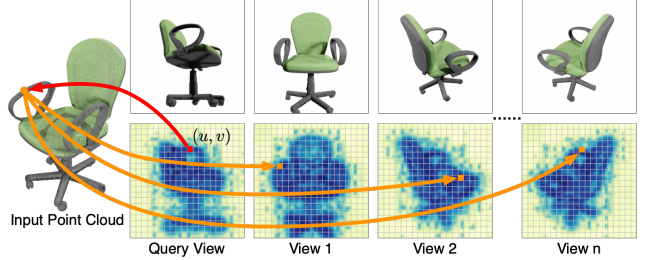 (u, v)
Input Point Cloud
Query View
View 1
View 2
......
View n